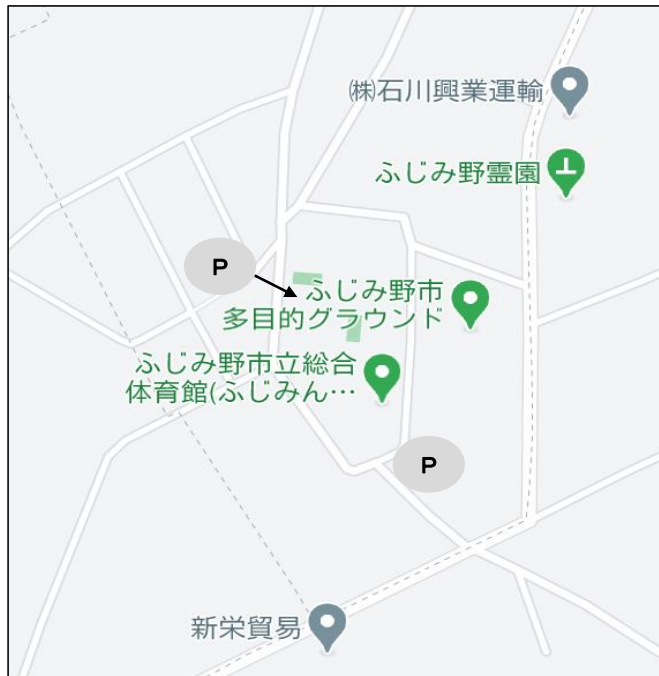 ㈱石川興業運輸
ふじみ野霊園
P
ふじみ野市
多目的グラウンド
ふじみ野市立総合
体育館(ふじみん…
P
新栄貿易